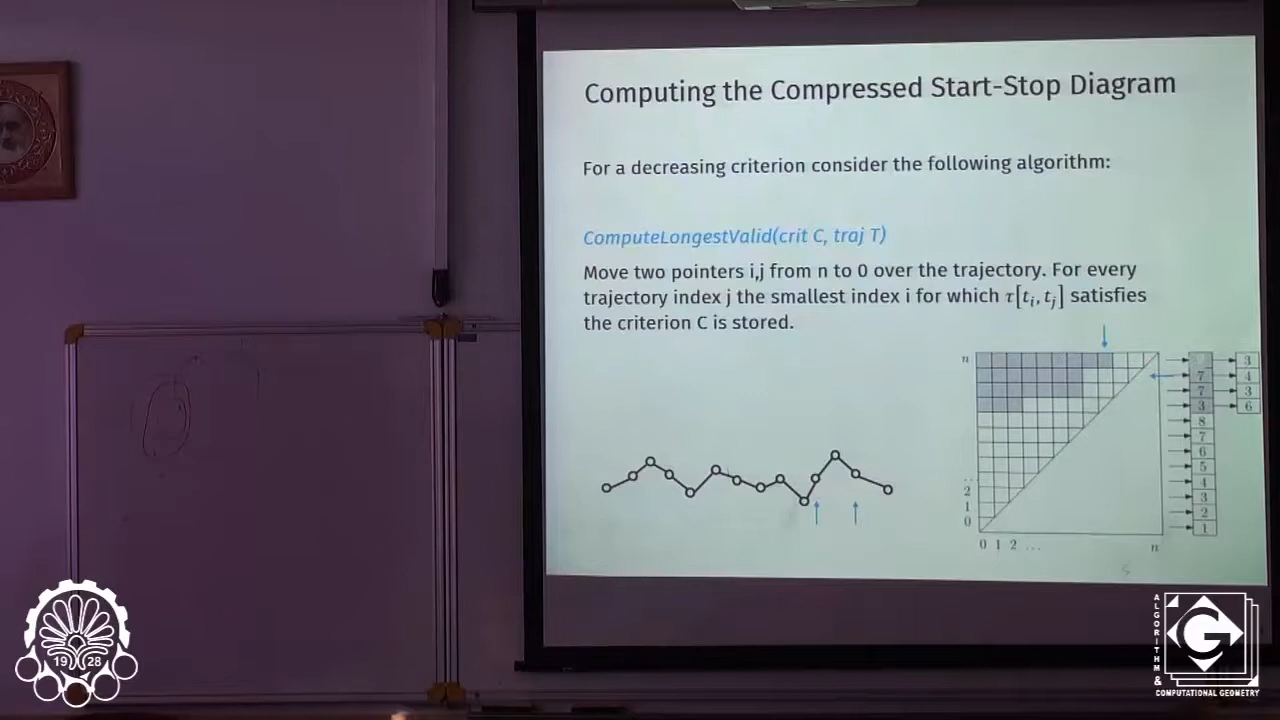 Computing the Compressed Start-Stop Diagram
For a decreasing criterion consider the following algorithm:
ComputeLongestValid(crit C, traj T)
Move two pointers i,j from n to 0 over the trajectory. For every
trajectory index j the smallest index i for which τ[tᵢ, tⱼ] satisfies
the criterion C is stored.
n
7
7
3
8
7
6
5
4
3
2
1
3
4
3
6
2
1
0
0 1 2 ...
n
19 28
ALGORITHM
&
COMPUTATIONAL GEOMETRY
G